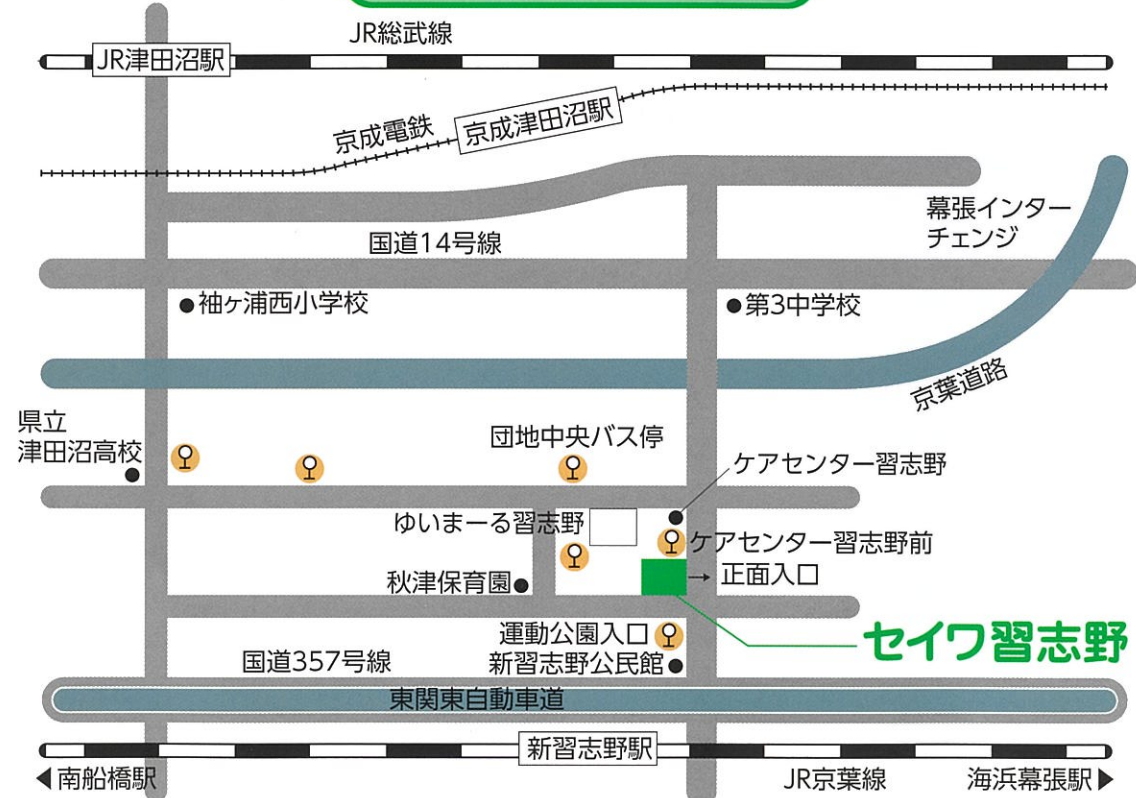 JR総武線
JR津田沼駅
京成電鉄
京成津田沼駅
幕張インター
チェンジ
国道14号線
袖ヶ浦西小学校
第3中学校
京葉道路
県立
津田沼高校
団地中央バス停
ケアセンター習志野
ゆいまーる習志野
ケアセンター習志野前
秋津保育園
正面入口
セイワ習志野
運動公園入口
新習志野公民館
国道357号線
東関東自動車道
新習志野駅
南船橋駅
JR京葉線
海浜幕張駅